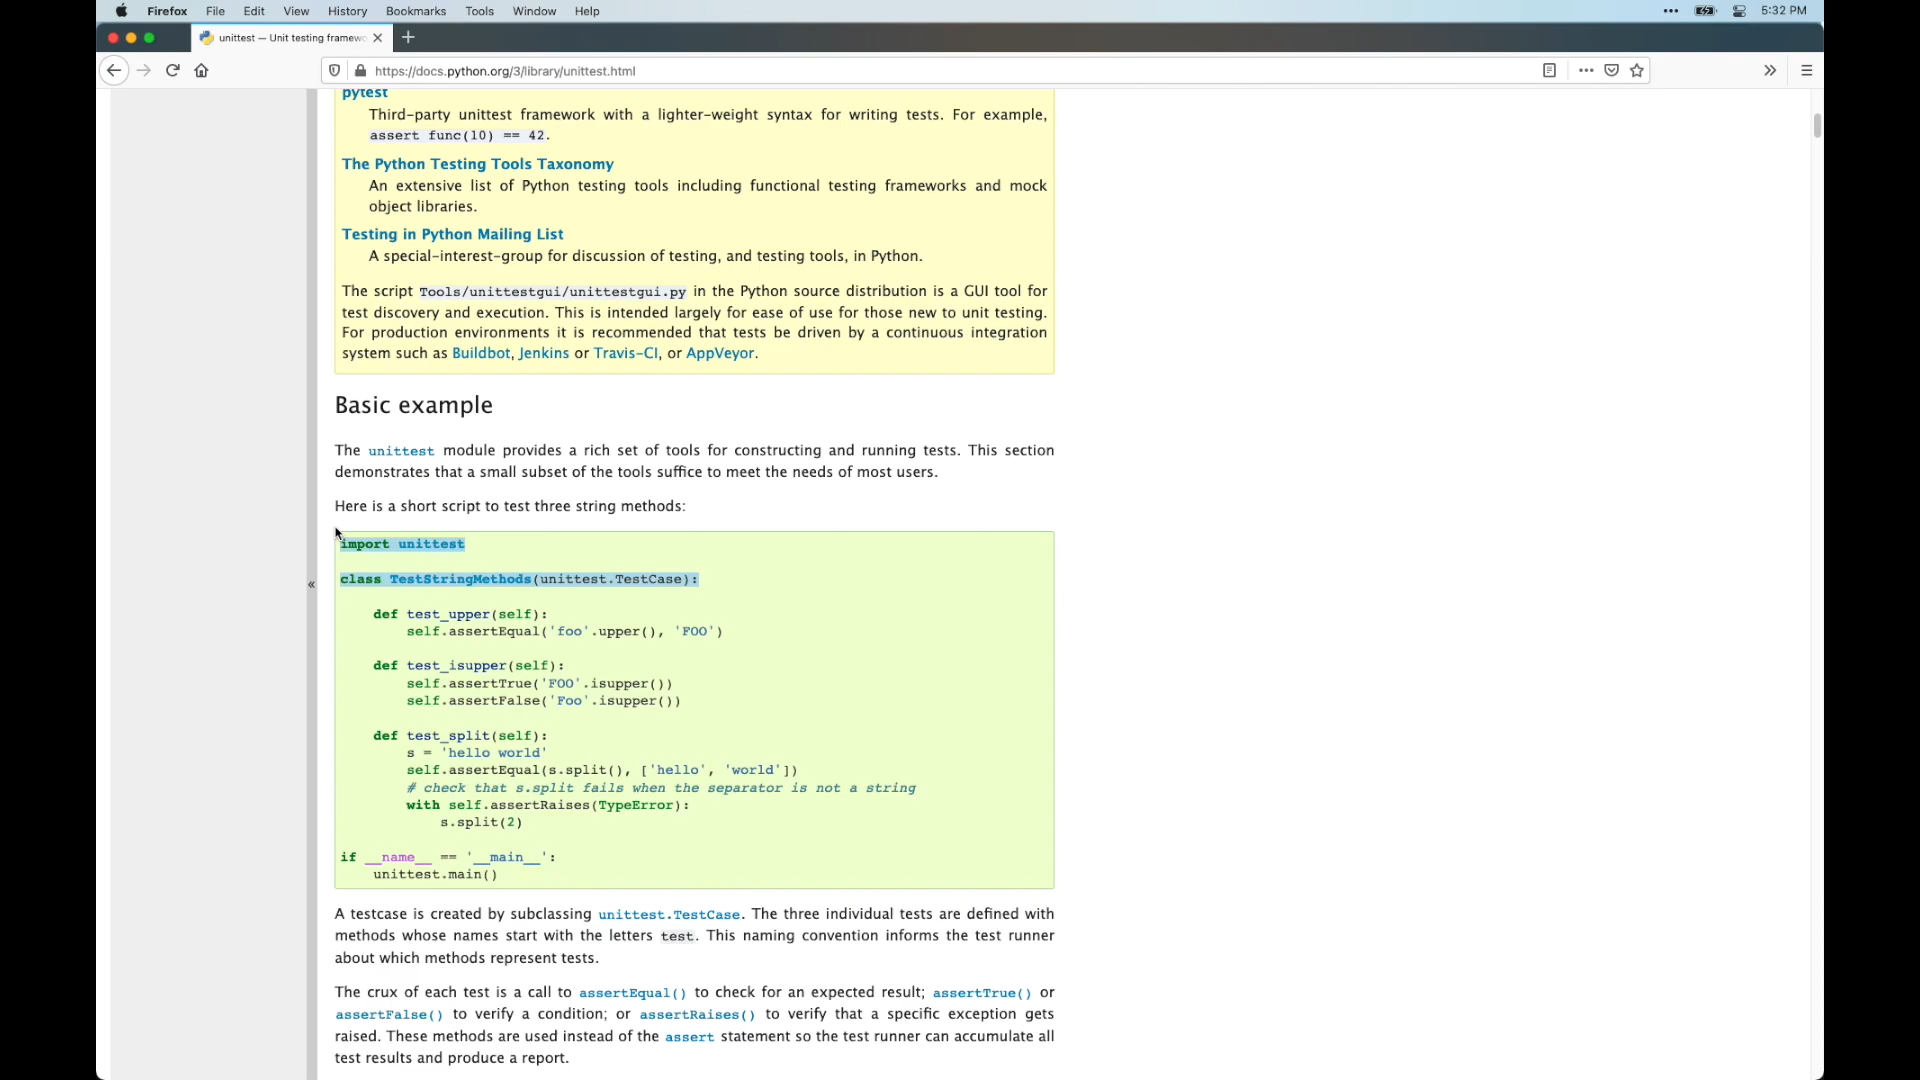 Firefox File Edit View History Bookmarks Tools Window Help 5:32 PM
unittest — Unit testing framewo
https://docs.python.org/3/library/unittest.html
pytest
Third-party unittest framework with a lighter-weight syntax for writing tests. For example,
assert func(10) == 42.
The Python Testing Tools Taxonomy
An extensive list of Python testing tools including functional testing frameworks and mock
object libraries.
Testing in Python Mailing List
A special-interest-group for discussion of testing, and testing tools, in Python.
The script Tools/unittestgui/unittestgui.py in the Python source distribution is a GUI tool for
test discovery and execution. This is intended largely for ease of use for those new to unit testing.
For production environments it is recommended that tests be driven by a continuous integration
system such as Buildbot, Jenkins or Travis-CI, or AppVeyor.
Basic example
The unittest module provides a rich set of tools for constructing and running tests. This section
demonstrates that a small subset of the tools suffice to meet the needs of most users.
Here is a short script to test three string methods:
import unittest
class TestStringMethods(unittest.TestCase):
def test_upper(self):
self.assertEqual('foo'.upper(), 'FOO')
def test_isupper(self):
self.assertTrue('FOO'.isupper())
self.assertFalse('Foo'.isupper())
def test_split(self):
s = 'hello world'
self.assertEqual(s.split(), ['hello', 'world'])
# check that s.split fails when the separator is not a string
with self.assertRaises(TypeError):
s.split(2)
if __name__ == '__main__':
unittest.main()
A testcase is created by subclassing unittest.TestCase. The three individual tests are defined with
methods whose names start with the letters test. This naming convention informs the test runner
about which methods represent tests.
The crux of each test is a call to assertEqual() to check for an expected result; assertTrue() or
assertFalse() to verify a condition; or assertRaises() to verify that a specific exception gets
raised. These methods are used instead of the assert statement so the test runner can accumulate all
test results and produce a report.